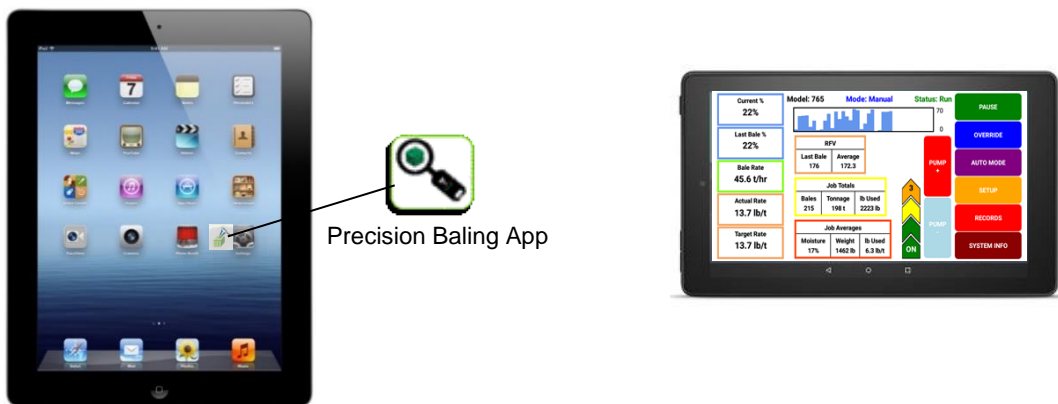 7
Precision Baling App
Current %
22%
Last Bale %
22%
Bale Rate
45.6 t/hr
Actual Rate
13.7 lb/t
Target Rate
13.7 lb/t
Model: 765 Mode: Manual Status: Run
70
0
RFV
Last Bale Average
176 172.3
Job Totals
Bales Tonnage lb Used
215 198 t 2223 lb
Job Averages
Moisture Weight lb Used
17% 1462 lb 6.3 lb/t
3
ON
PUMP
+
PUMP
-
PAUSE
OVERRIDE
AUTO MODE
SETUP
RECORDS
SYSTEM INFO